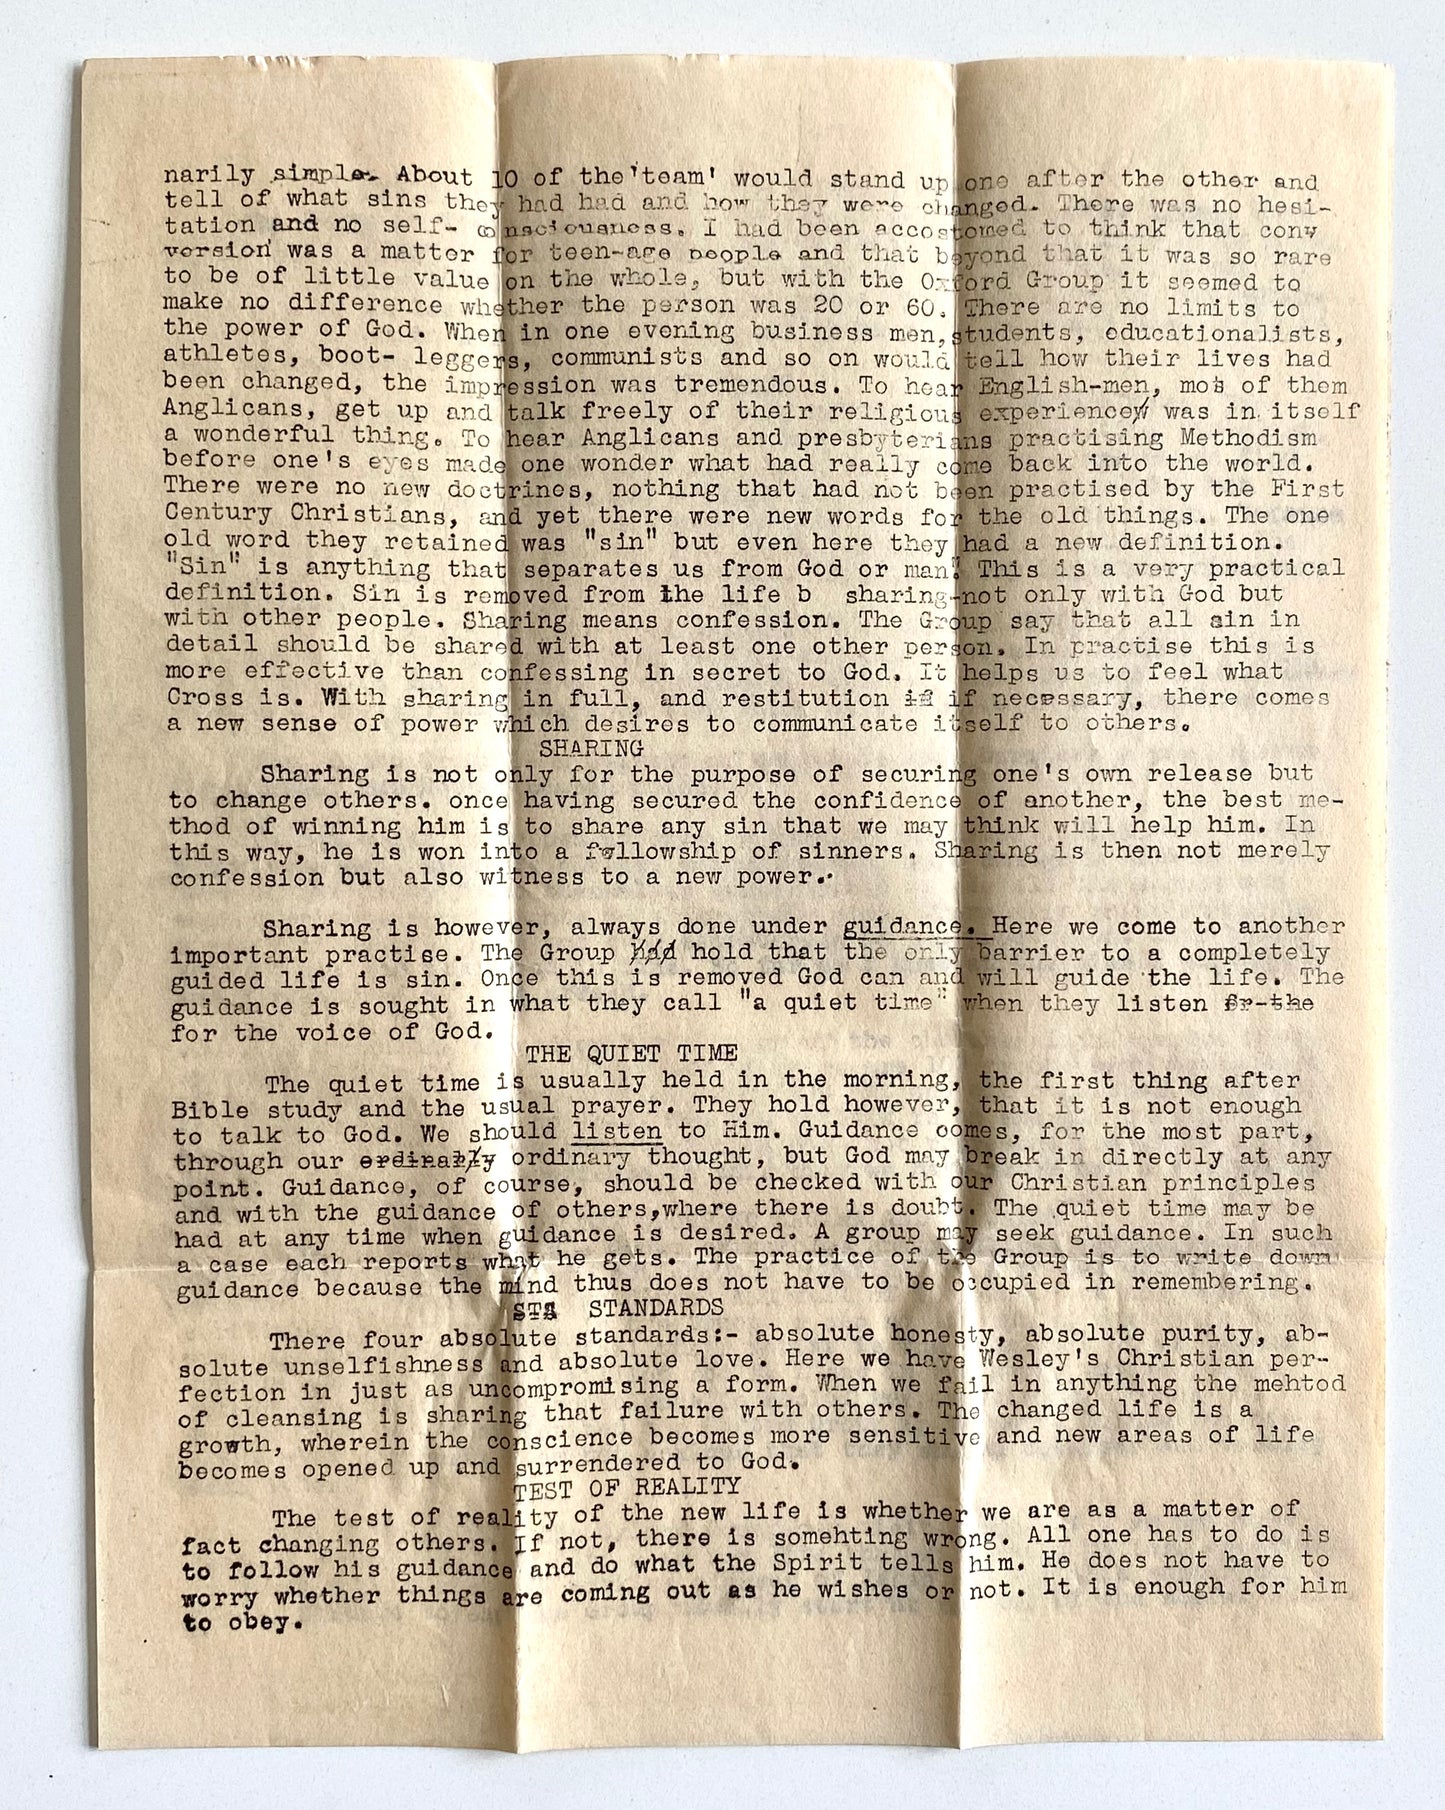 narily simple. About 10 of the 'team' would stand up one after the other and
tell of what sins they had had and how they were changed. There was no hesi-
tation and no self- consciousness. I had been accostomed to think that conv
version was a matter for teen-age people and that beyond that it was so rare
to be of little value on the whole, but with the Oxford Group it seemed to
make no difference whether the person was 20 or 60. There are no limits to
the power of God. When in one evening business men, students, educationalists,
athletes, boot- leggers, communists and so on would tell how their lives had
been changed, the impression was tremendous. To hear English-men, mos of them
Anglicans, get up and talk freely of their religious experience was in itself
a wonderful thing. To hear Anglicans and presbyterians practising Methodism
before one's eyes made one wonder what had really come back into the world.
There were no new doctrines, nothing that had not been practised by the First
Century Christians, and yet there were new words for the old things. The one
old word they retained was "sin" but even here they had a new definition.
"Sin" is anything that separates us from God or man". This is a very practical
definition. Sin is removed from the life b sharing-not only with God but
with other people. Sharing means confession. The Group say that all sin in
detail should be shared with at least one other person. In practise this is
more effective than confessing in secret to God. It helps us to feel what
Cross is. With sharing in full, and restitution if if necessary, there comes
a new sense of power which desires to communicate itself to others.
SHARING
Sharing is not only for the purpose of securing one's own release but
to change others. once having secured the confidence of another, the best me-
thod of winning him is to share any sin that we may think will help him. In
this way, he is won into a fellowship of sinners. Sharing is then not merely
confession but also witness to a new power..
Sharing is however, always done under guidance. Here we come to another
important practise. The Group hold that the only barrier to a completely
guided life is sin. Once this is removed God can and will guide the life. The
guidance is sought in what they call "a quiet time" when they listen fr-the
for the voice of God.
THE QUIET TIME
The quiet time is usually held in the morning, the first thing after
Bible study and the usual prayer. They hold however, that it is not enough
to talk to God. We should listen to Him. Guidance comes, for the most part,
through our ordinary thought, but God may break in directly at any
point. Guidance, of course, should be checked with our Christian principles
and with the guidance of others,where there is doubt. The quiet time may be
had at any time when guidance is desired. A group may seek guidance. In such
a case each reports what he gets. The practice of the Group is to write down
guidance because the mind thus does not have to be occupied in remembering.
STA STANDARDS
There four absolute standards:- absolute honesty, absolute purity, ab-
solute unselfishness and absolute love. Here we have Wesley's Christian per-
fection in just as uncompromising a form. When we fail in anything the mehtod
of cleansing is sharing that failure with others. The changed life is a
growth, wherein the conscience becomes more sensitive and new areas of life
becomes opened up and surrendered to God.
TEST OF REALITY
The test of reality of the new life is whether we are as a matter of
fact changing others. If not, there is somehting wrong. All one has to do is
to follow his guidance and do what the Spirit tells him. He does not have to
worry whether things are coming out as he wishes or not. It is enough for him
to obey.